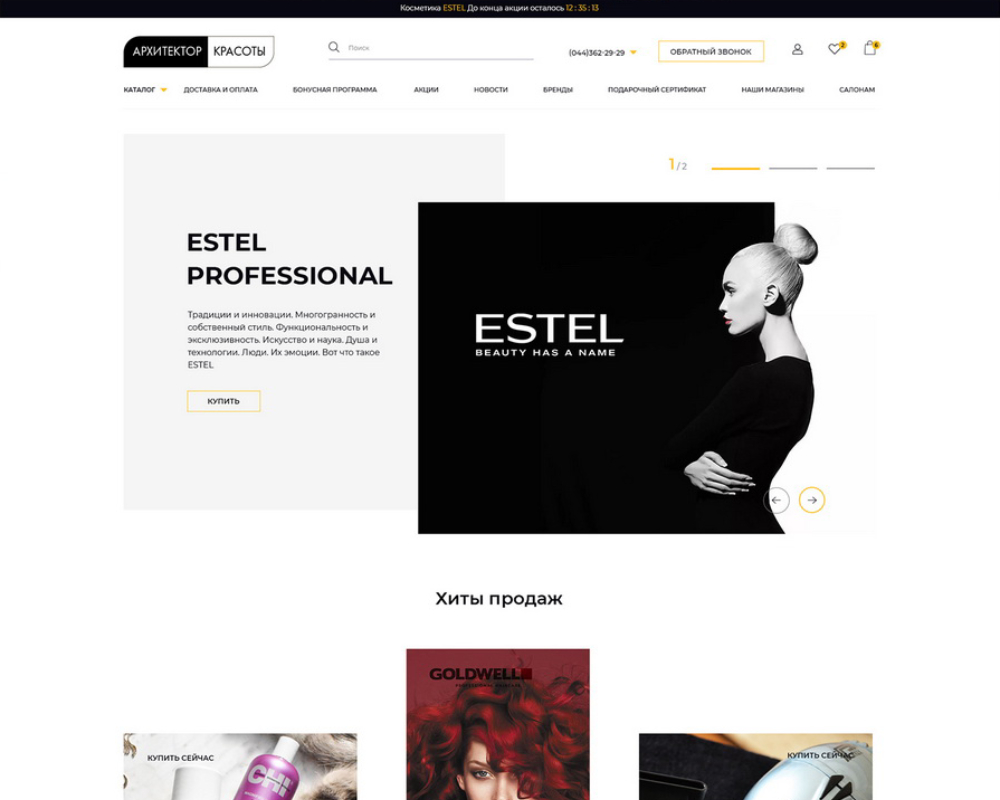 Косметика ESTEL До конца акции осталось 12 : 35 : 13
АРХИТЕКТОР КРАСОТЫ
Поиск
(044)362-29-29
ОБРАТНЫЙ ЗВОНОК
2
6
КАТАЛОГ ДОСТАВКА И ОПЛАТА БОНУСНАЯ ПРОГРАММА АКЦИИ НОВОСТИ БРЕНДЫ ПОДАРОЧНЫЙ СЕРТИФИКАТ НАШИ МАГАЗИНЫ САЛОНАМ
1 / 2
ESTEL
PROFESSIONAL
Традиции и инновации. Многогранность и
собственный стиль. Функциональность и
эксклюзивность. Искусство и наука. Душа и
технологии. Люди. Их эмоции. Вот что такое
ESTEL
КУПИТЬ
ESTEL
BEAUTY HAS A NAME
Хиты продаж
GOLDWELL
КУПИТЬ СЕЙЧАС
CHI
КУПИТЬ СЕЙЧАС